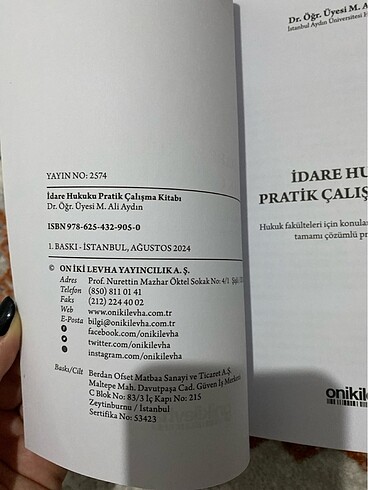 YAYIN NO: 2574
İdare Hukuku Pratik Çalışma Kitabı
Dr. Öğr. Üyesi M. Ali Aydın
ISBN 978-625-432-905-0
1. BASKI - İSTANBUL, AĞUSTOS 2024
© ON İKİ LEVHA YAYINCILIK A. Ş.
Adres Prof. Nurettin Mazhar Öktel Sokak No: 4/1
Telefon (850) 811 01 41
Faks (212) 224 40 02
Web www.onikilevha.com
E-Posta bilgi@onikilevha.com.tr
facebook.com/onikilevha
twitter.com/onikilevha
instagram.com/onikilevha
Baskı/Cilt Berdan Ofset Matbaa Sanayi ve Ticaret A.Ş.
Maltepe Mah. Davutpaşa Cad. Güven İş Merkezi
C Blok No: 83/3 İç Kapı No: 215
Zeytinburnu / İstanbul
Sertifika No: 53423
Dr. Öğr. Üyesi M. Ali
İstanbul Aydın Üniversitesi
İDARE HU
PRATİK ÇALIŞ
Hukuk fakülteleri için konula
tamamı çözümlü pr
onikilev